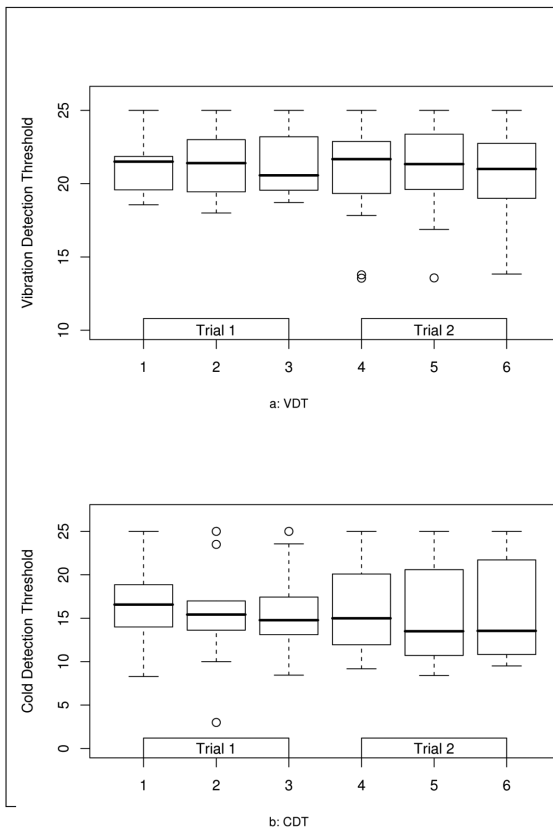 Vibration Detection Threshold
25
20
15
10
Trial 1
Trial 2
1 2 3 4 5 6
a: VDT
Cold Detection Threshold
25
20
15
10
5
0
Trial 1
Trial 2
1 2 3 4 5 6
b: CDT